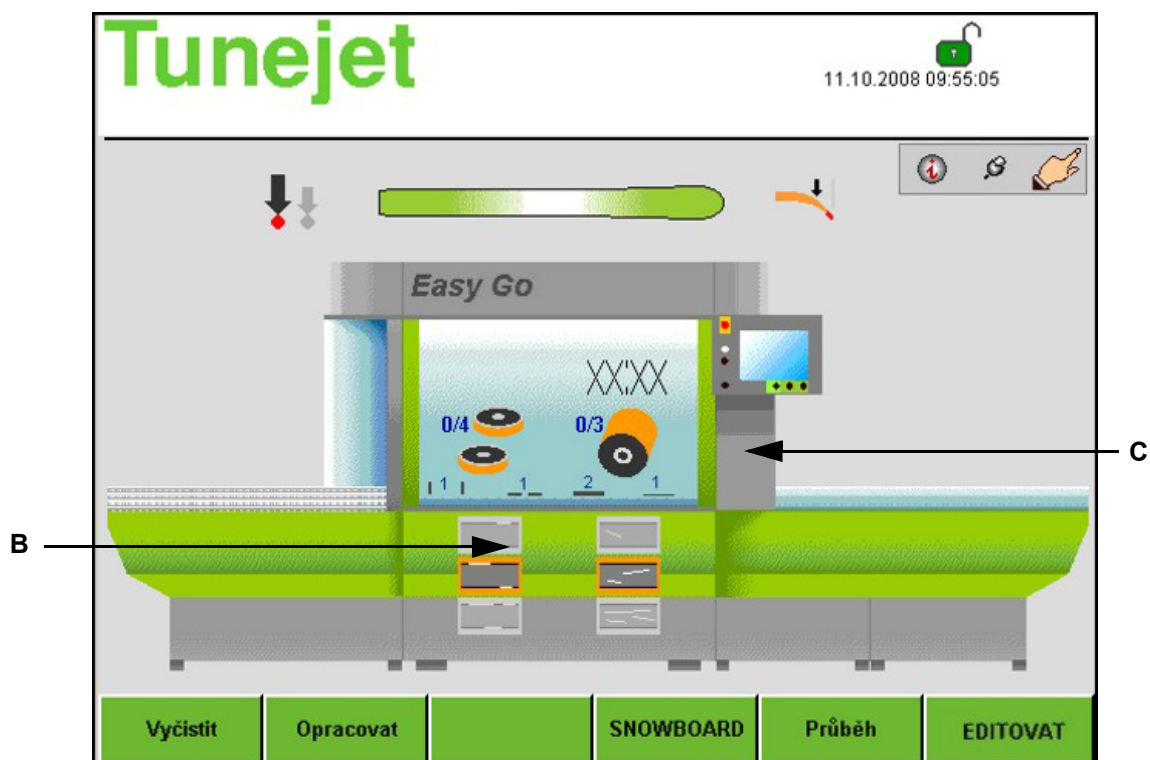 Tunejet
11.10.2008 09:55:05
Easy Go
XX:XX
0/4
0/3
1
1
2
1
C
B
Vyčistit
Opracovat
SNOWBOARD
Průběh
EDITOVAT